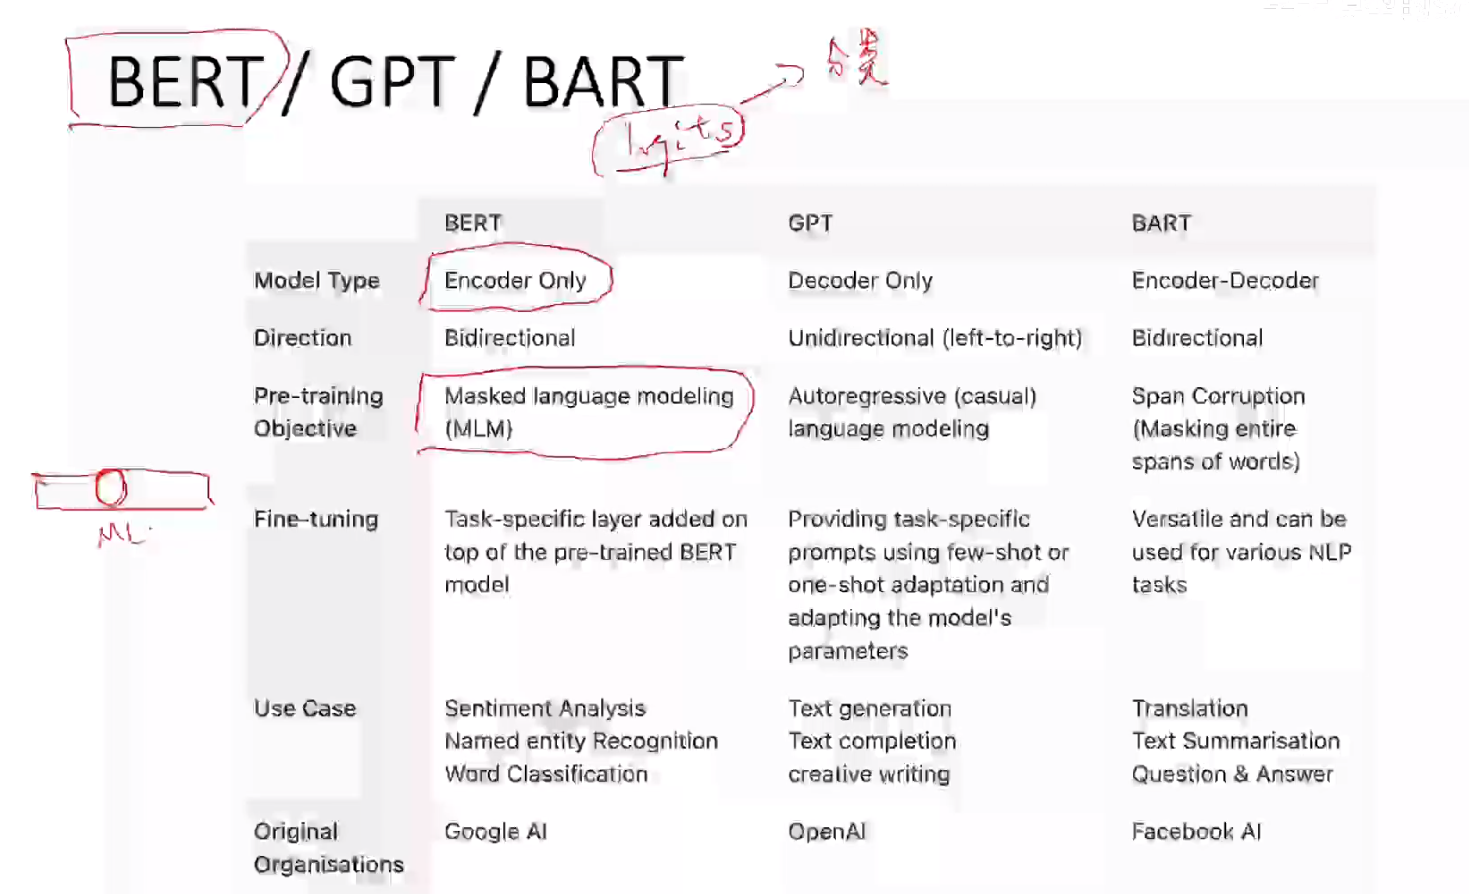 BERT / GPT / BART
分类
logits
BERT GPT BART
Model Type Encoder Only Decoder Only Encoder-Decoder
Direction Bidirectional Unidirectional (left-to-right) Bidirectional
Pre-training Masked language modeling Autoregressive (casual) Span Corruption
Objective (MLM) language modeling (Masking entire
spans of words)
Fine-tuning Task-specific layer added on Providing task-specific Versatile and can be
top of the pre-trained BERT prompts using few-shot or used for various NLP
model one-shot adaptation and tasks
adapting the model's
parameters
ML
Use Case Sentiment Analysis Text generation Translation
Named entity Recognition Text completion Text Summarisation
Word Classification creative writing Question & Answer
Original Google AI OpenAI Facebook AI
Organisations